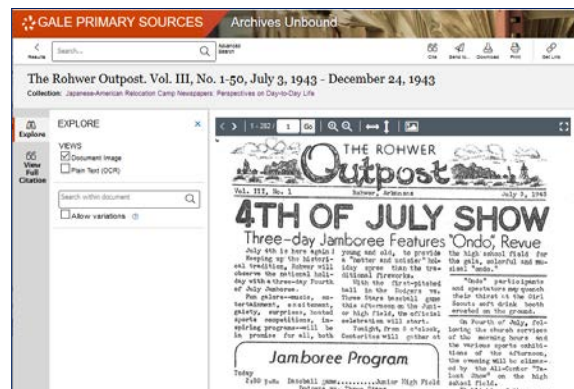 GALE PRIMARY SOURCES
Archives Unbound
Results
Search...
Advanced Search
Cite
Send to...
Download
Print
Get Link
The Rohwer Outpost. Vol. III, No. 1-50, July 3, 1943 - December 24, 1943
Collection: Japanese-American Relocation Camp Newspapers: Perspectives on Day-to-Day Life
Explore
View Full Citation
EXPLORE
×
VIEWS
Document Image
Plain Text (OCR)
Search within document
Allow variations
1-282 /
1
Go
THE ROHWER
Outpost
Vol. III, No. 1
Rohwer, Arkansas
July 3, 1943
4TH OF JULY SHOW
Three-day Jamboree Features "Ondo," Revue
July 4th is here again!
Keeping up the histori-
cal tradition, Rohwer will
observe the national holi-
day with a three-day Fourth
of July Jamboree.
Fun galore—music, en-
tertainment, excitement,
gaiety, surprises, heated
sports competitions, in-
spiring programs—will be
in promise for all, both
young and old, to provide
a "better and noisier" hol-
iday spree than the tra-
ditional fireworks.
With the first-pitched
ball in the Dodgers vs.
Three Stars baseball game
this afternoon on the Juni-
or high field, the official
celebration will start.
Tonight, from 8 o'clock,
Centerites will gather at
the high school field for
the gala, colorful and mu-
sical "ondo."
"Ondo" participants
and spectators may quench
their thirst at the Girl
Scouts soft drink booth
erected on the ground.
On Fourth of July, fol-
lowing the church services
of the morning hours and
the various sports exhibi-
tions of the afternoon,
the evening will be climax-
ed by the All-Center "Ta-
lent Show" on the high
school field.
Jamboree Program
Today
2:30 p.m. Baseball game..........Junior High Field